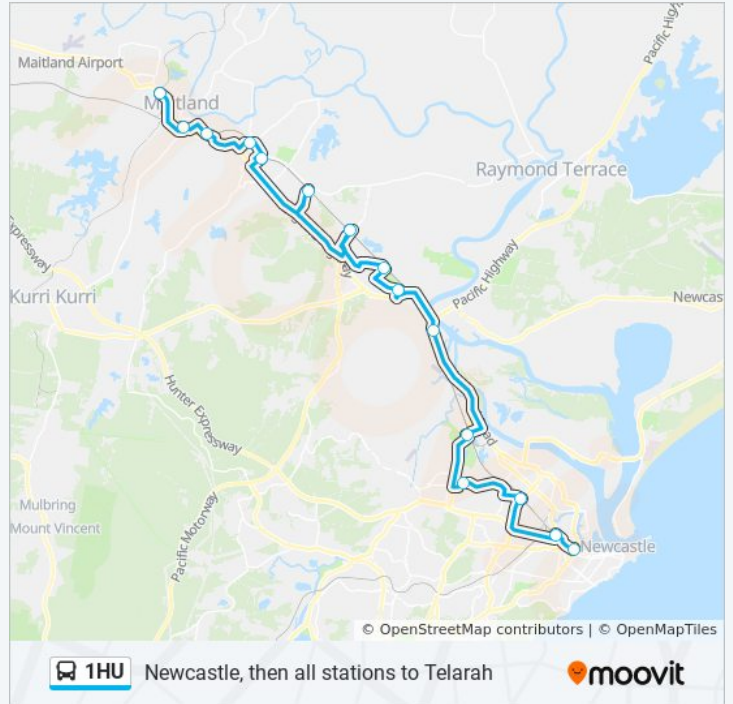 Pacific High
Maitland Airport
Maitland
Raymond Terrace
Expressway
Pacific Highway
Kurri Kurri
Newcas
Hunter Expressway
Mulbring
Mount Vincent
Pacific Motorway
Newcastle
© OpenStreetMap contributors | © OpenMapTiles
1HU Newcastle, then all stations to Telarah
moovit